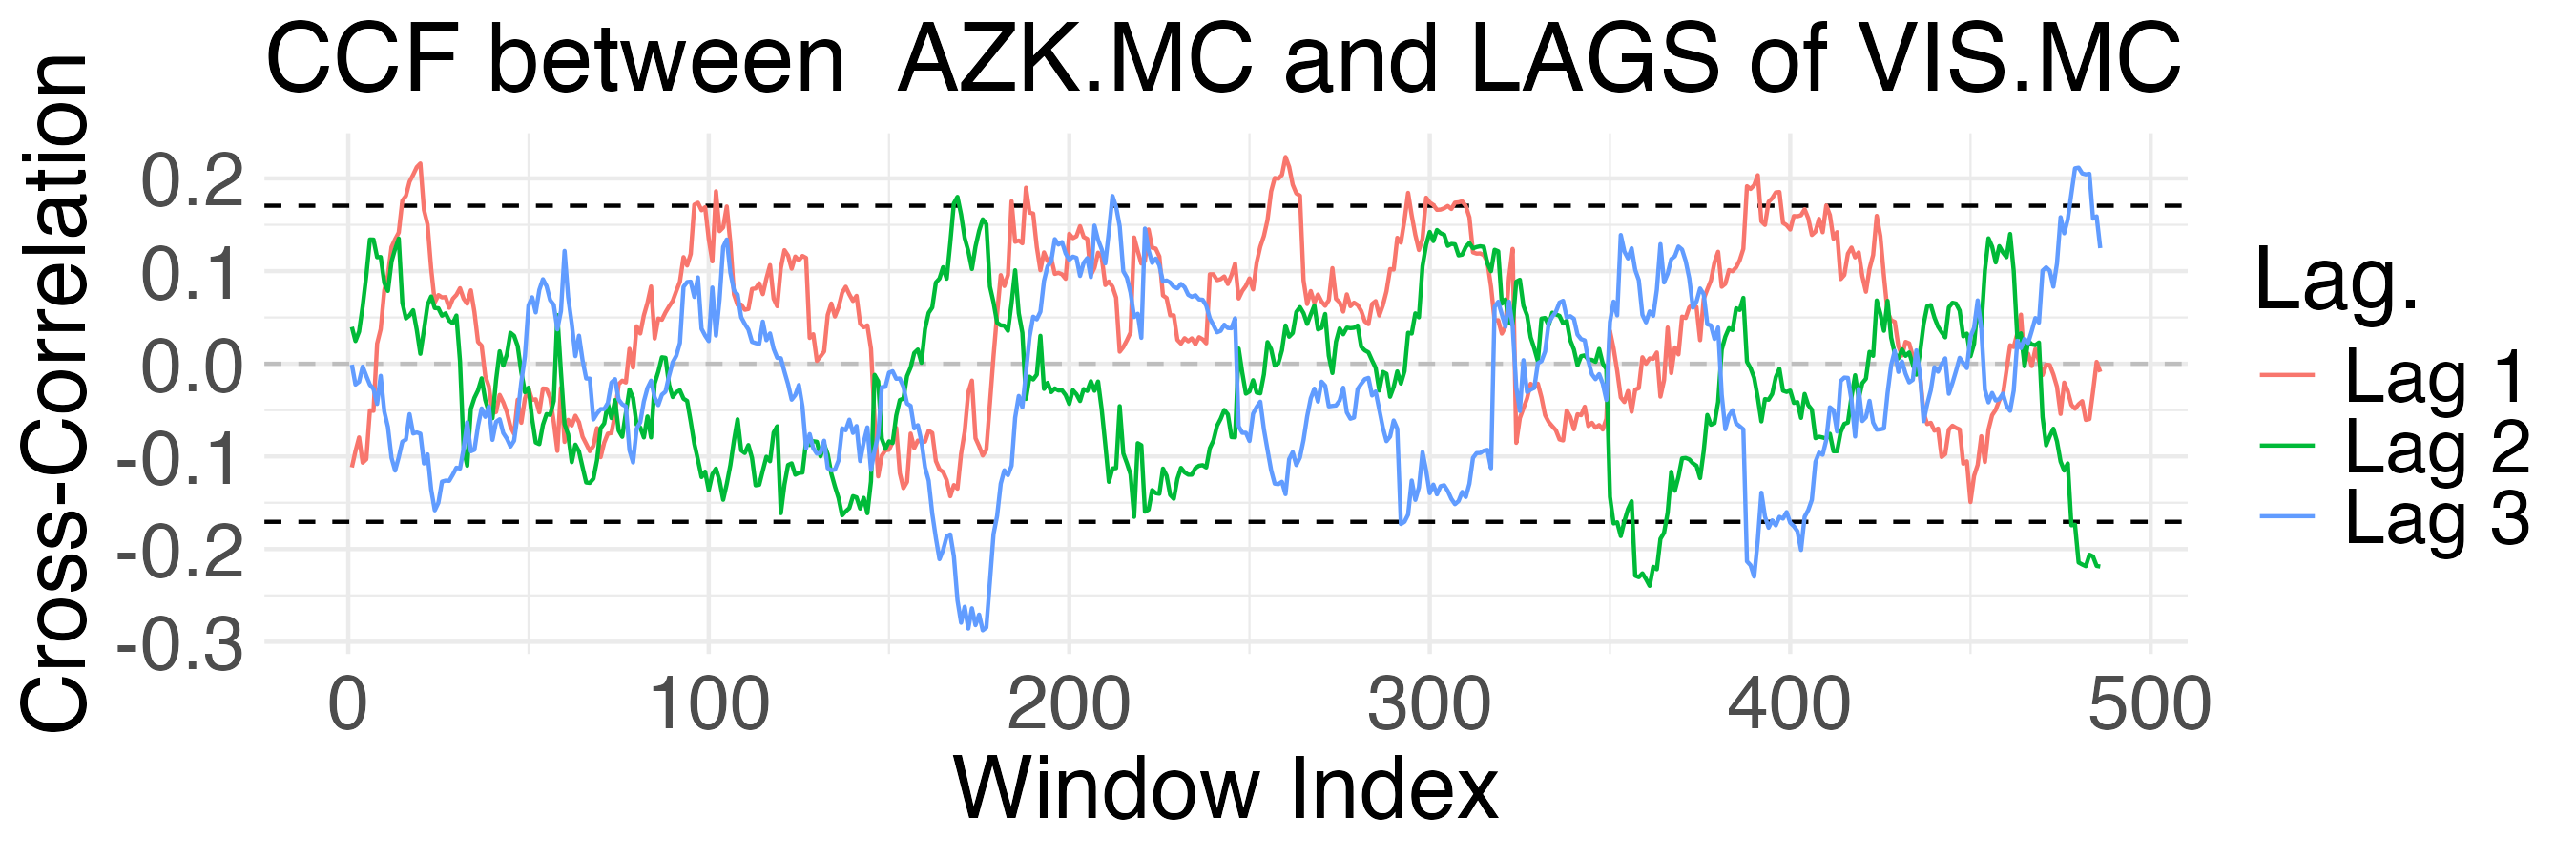 CCF between  AZK.MC and LAGS of VIS.MC
Cross-Correlation
0.2
0.1
0.0
-0.1
-0.2
-0.3
0 100 200 300 400 500
Window Index
Lag.
Lag 1
Lag 2
Lag 3